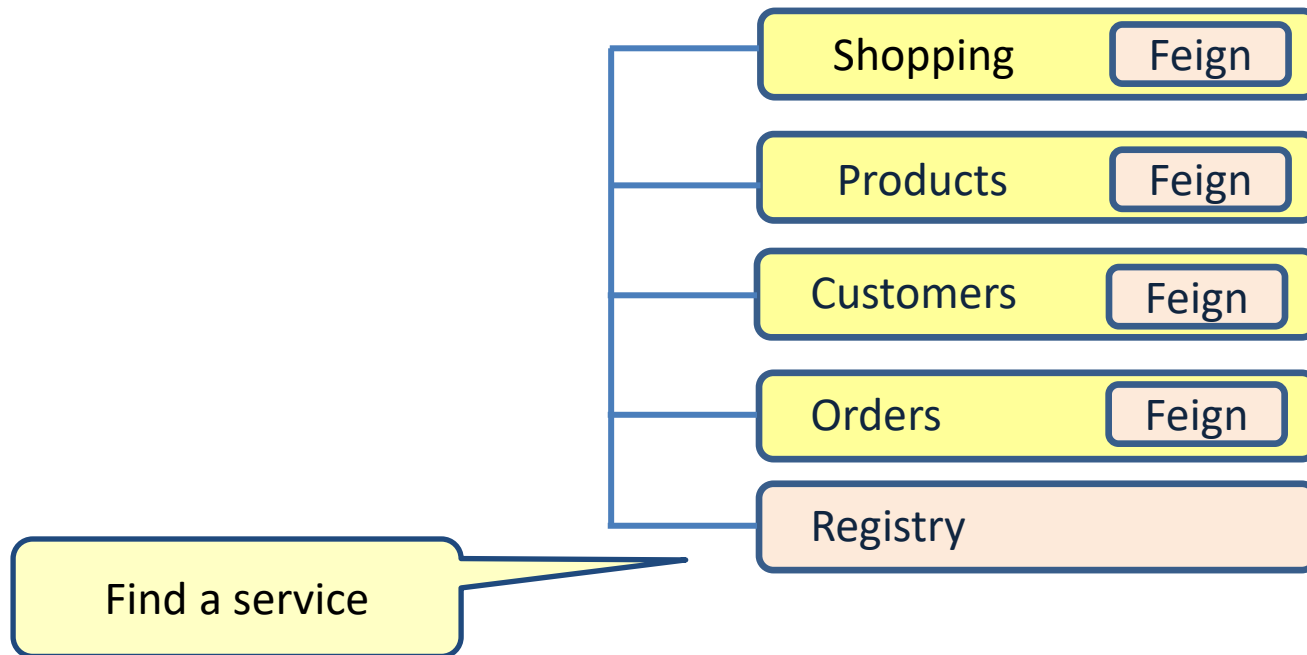 Shopping Feign
Products Feign
Customers Feign
Orders Feign
Registry
Find a service